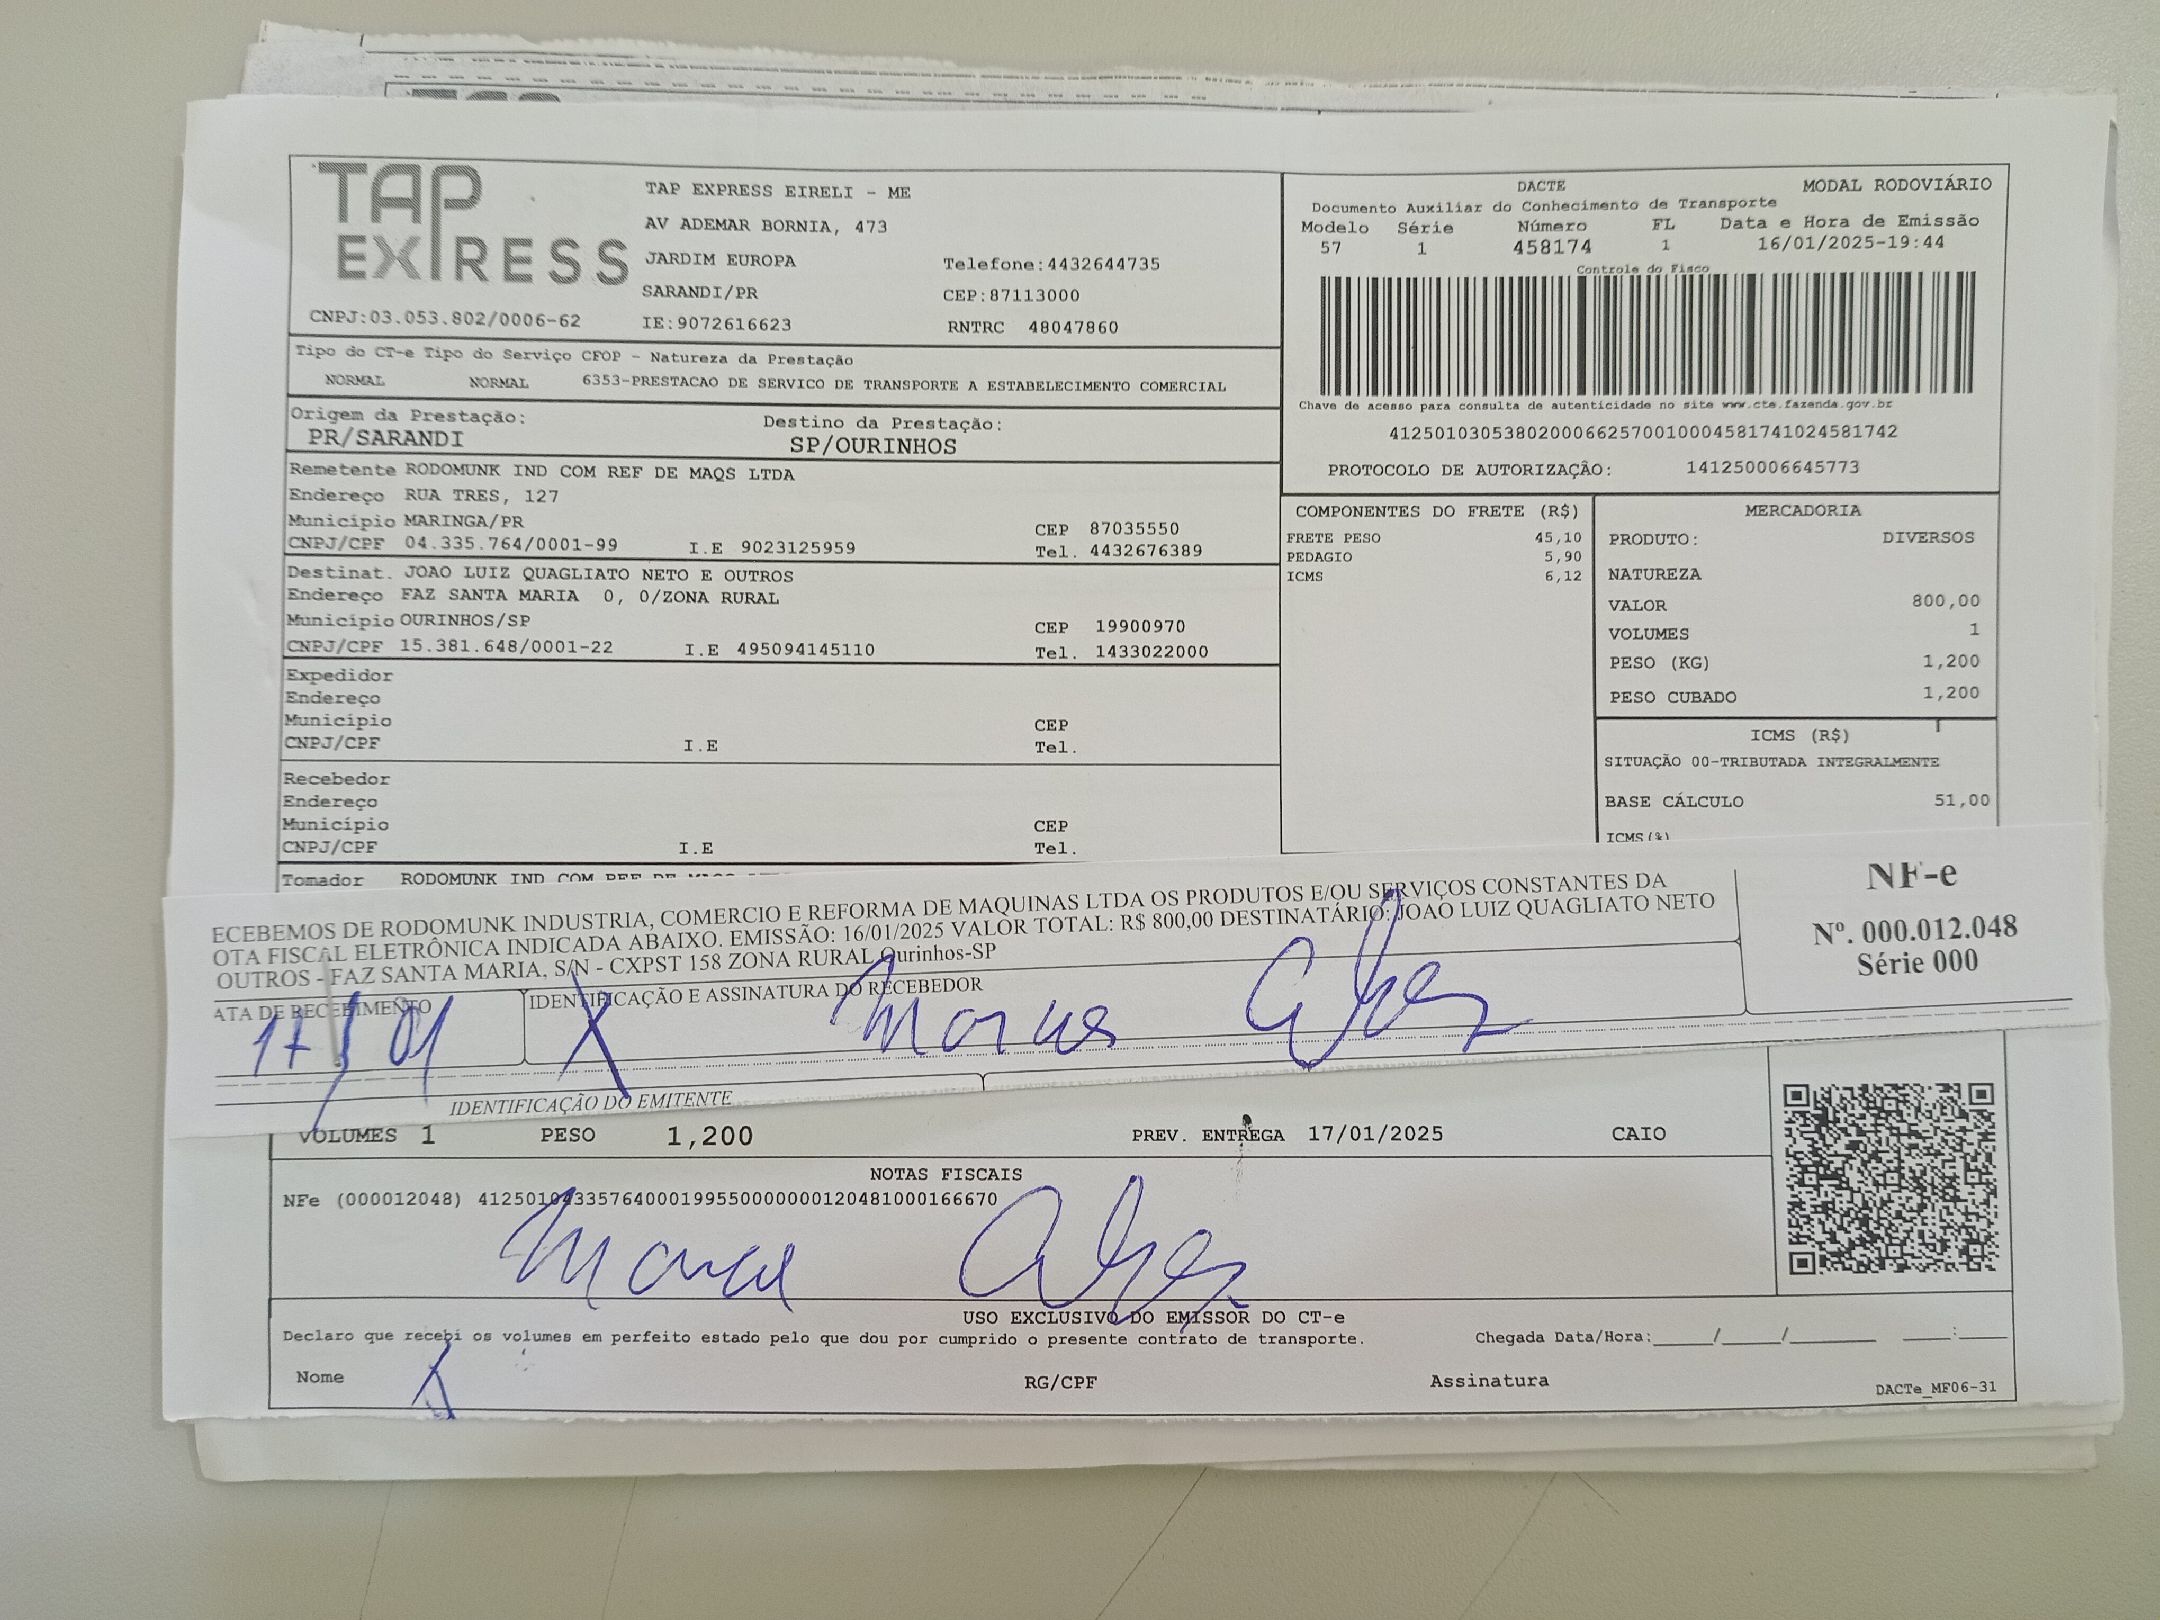 TAP
EXPRESS
CNPJ:03.053.802/0006-62
TAP EXPRESS EIRELI - ME
AV ADEMAR BORNIA, 473
JARDIM EUROPA
Telefone:4432644735
SARANDI/PR
CEP:87113000
IE:9072616623
RNTRC 48047860
DACTE
MODAL RODOVIÁRIO
Documento Auxiliar do Conhecimento de Transporte
Modelo Série Número FL Data e Hora de Emissão
57 1 458174 1 16/01/2025-19:44
Controle do Fisco
Chave de acesso para consulta de autenticidade no site www.cte.fazenda.gov.br
41250103053802000662570010004581741024581742
PROTOCOLO DE AUTORIZAÇÃO: 141250006645773
Tipo do CT-e Tipo do Serviço CFOP - Natureza da Prestação
NORMAL NORMAL 6353-PRESTACAO DE SERVICO DE TRANSPORTE A ESTABELECIMENTO COMERCIAL
Origem da Prestação: Destino da Prestação:
PR/SARANDI SP/OURINHOS
Remetente RODOMUNK IND COM REF DE MAQS LTDA
Endereço RUA TRES, 127
Município MARINGA/PR CEP 87035550
CNPJ/CPF 04.335.764/0001-99 I.E 9023125959 Tel. 4432676389
Destinat. JOAO LUIZ QUAGLIATO NETO E OUTROS
Endereço FAZ SANTA MARIA 0, 0/ZONA RURAL
Município OURINHOS/SP CEP 19900970
CNPJ/CPF 15.381.648/0001-22 I.E 495094145110 Tel. 1433022000
Expedidor
Endereço
Município CEP
CNPJ/CPF I.E Tel.
Recebedor
Endereço
Município CEP
CNPJ/CPF I.E Tel.
Tomador RODOMUNK IND COM REF DE MAQS
COMPONENTES DO FRETE (R$)
FRETE PESO 45,10
PEDAGIO 5,90
ICMS 6,12
MERCADORIA
PRODUTO: DIVERSOS
NATUREZA
VALOR 800,00
VOLUMES 1
PESO (KG) 1,200
PESO CUBADO 1,200
ICMS (R$)
SITUAÇÃO 00-TRIBUTADA INTEGRALMENTE
BASE CÁLCULO 51,00
ICMS(%)
ECEBEMOS DE RODOMUNK INDUSTRIA, COMERCIO E REFORMA DE MAQUINAS LTDA OS PRODUTOS E/OU SERVIÇOS CONSTANTES DA
OTA FISCAL ELETRÔNICA INDICADA ABAIXO. EMISSÃO: 16/01/2025 VALOR TOTAL: R$ 800,00 DESTINATÁRIO: JOAO LUIZ QUAGLIATO NETO
OUTROS - FAZ SANTA MARIA, S/N - CXPST 158 ZONA RURAL Ourinhos-SP
NF-e
Nº. 000.012.048
Série 000
ATA DE RECEBIMENTO IDENTIFICAÇÃO E ASSINATURA DO RECEBEDOR
17/01 X
IDENTIFICAÇÃO DO EMITENTE
VOLUMES 1 PESO 1,200 PREV. ENTREGA 17/01/2025 CAIO
NOTAS FISCAIS
NFe (000012048) 41250104335764000199550000000120481000166670
USO EXCLUSIVO DO EMISSOR DO CT-e
Declaro que recebi os volumes em perfeito estado pelo que dou por cumprido o presente contrato de transporte. Chegada Data/Hora:____/____/______ ____:____
Nome X RG/CPF Assinatura
DACTe_MF06-31